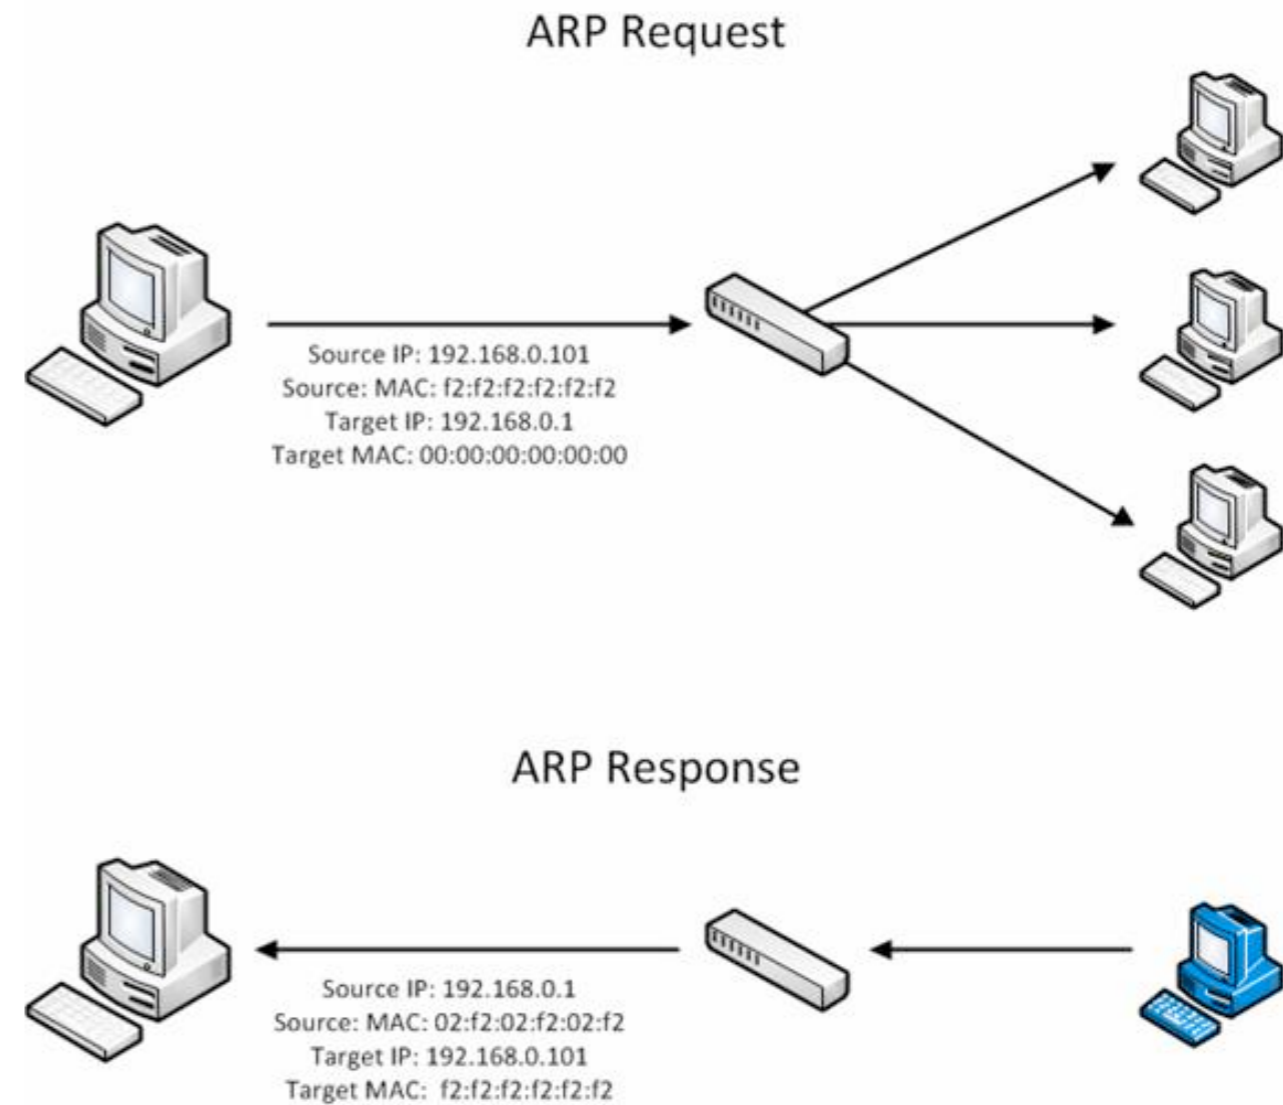 ARP Request
Source IP: 192.168.0.101
Source: MAC: f2:f2:f2:f2:f2:f2
Target IP: 192.168.0.1
Target MAC: 00:00:00:00:00:00
ARP Response
Source IP: 192.168.0.1
Source: MAC: 02:f2:02:f2:02:f2
Target IP: 192.168.0.101
Target MAC: f2:f2:f2:f2:f2:f2